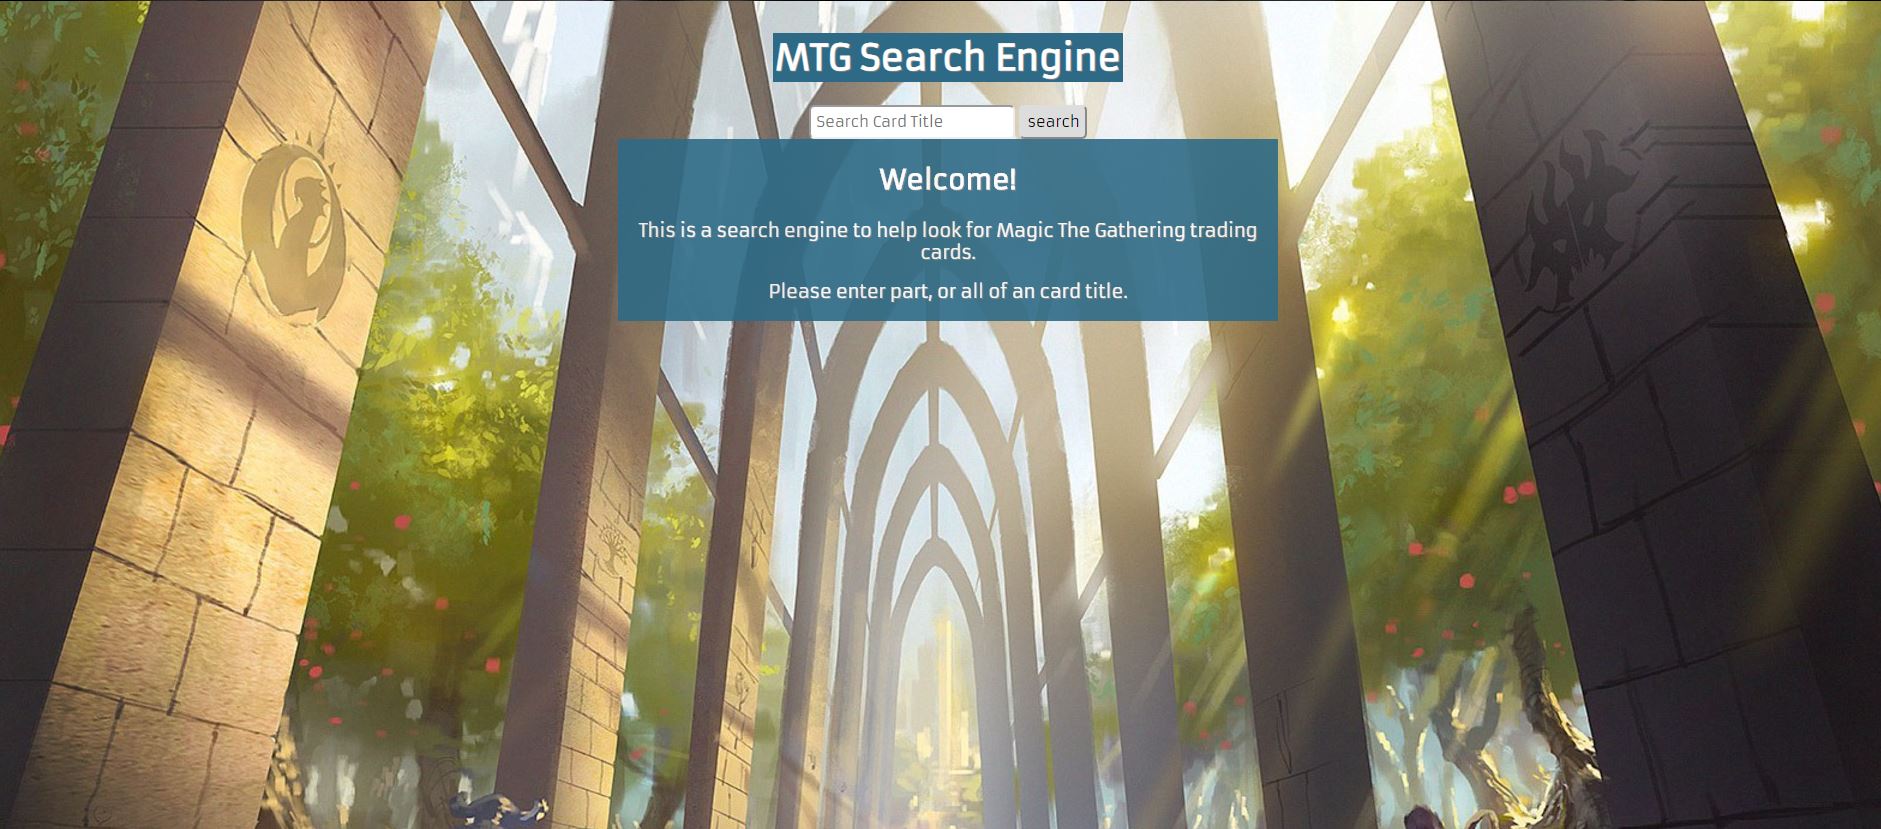 MTG Search Engine
Search Card Title
search
Welcome!
This is a search engine to help look for Magic The Gathering trading
cards.
Please enter part, or all of an card title.